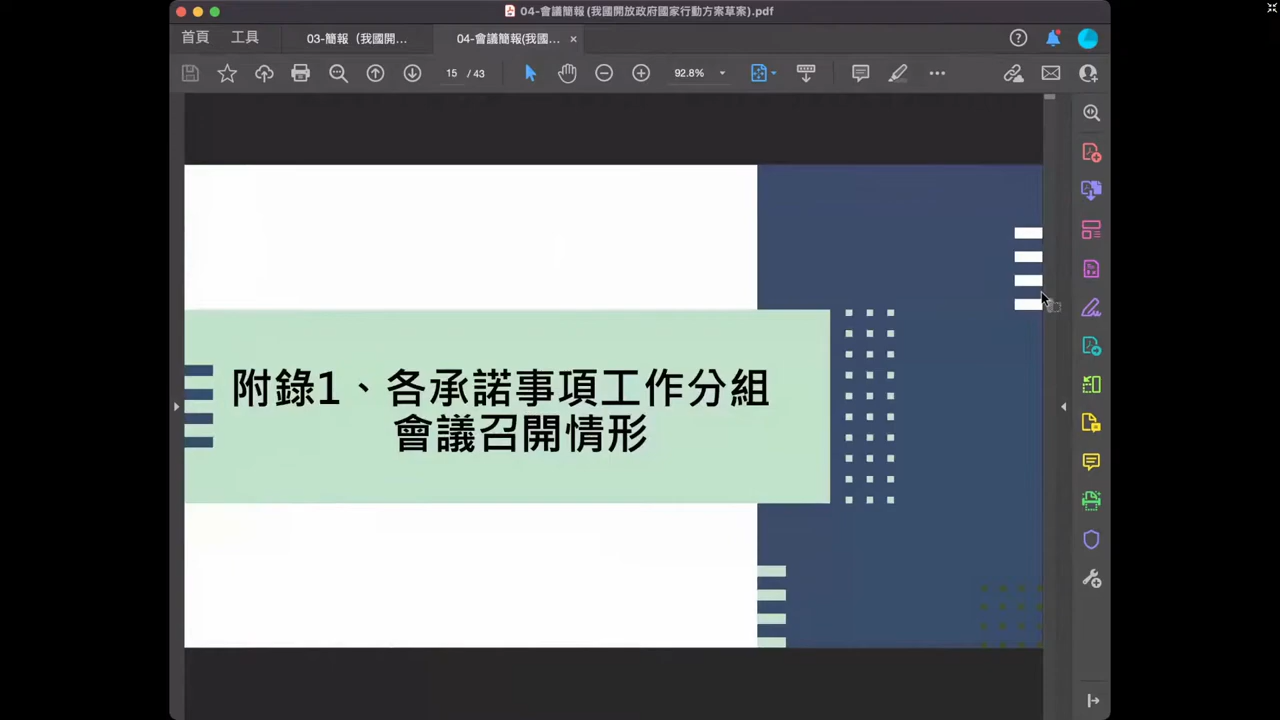 04-會議簡報(我國開放政府國家行動方案草案).pdf
首頁
工具
03-簡報（我國開...
04-會議簡報(我國...
15 / 43
92.8%
附錄1、各承諾事項工作分組
會議召開情形